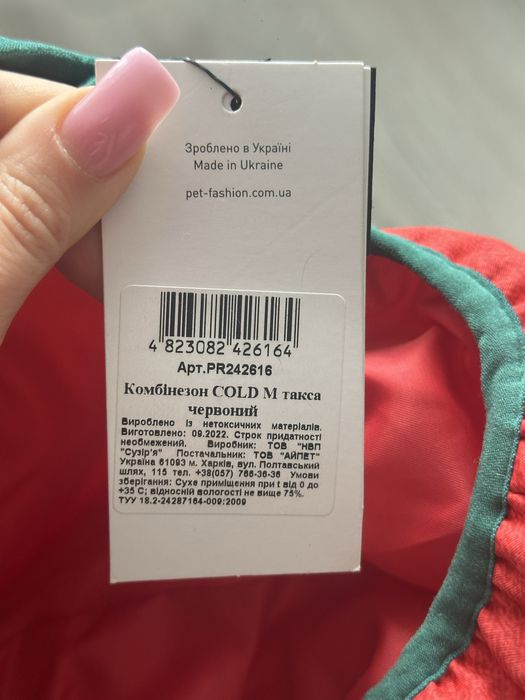 Зроблено в Україні
Made in Ukraine
pet-fashion.com.ua
4 823082 426164
Арт.PR242616
Комбінезон COLD M такса
червоний
Вироблено із нетоксичних матеріалів.
Виготовлено: 09.2022. Строк придатності
необмежений. Виробник: ТОВ "НВП
"Сузір'я" Постачальник: ТОВ "АЙПЕТ"
Україна 61093 м. Харків, вул. Полтавський
шлях, 115 тел. +38(057) 766-36-36 Умови
зберігання: Сухе приміщення при t від 0 до
+35 С; відносній вологості не вище 75%.
ТУУ 18.2-24287164-009:2009